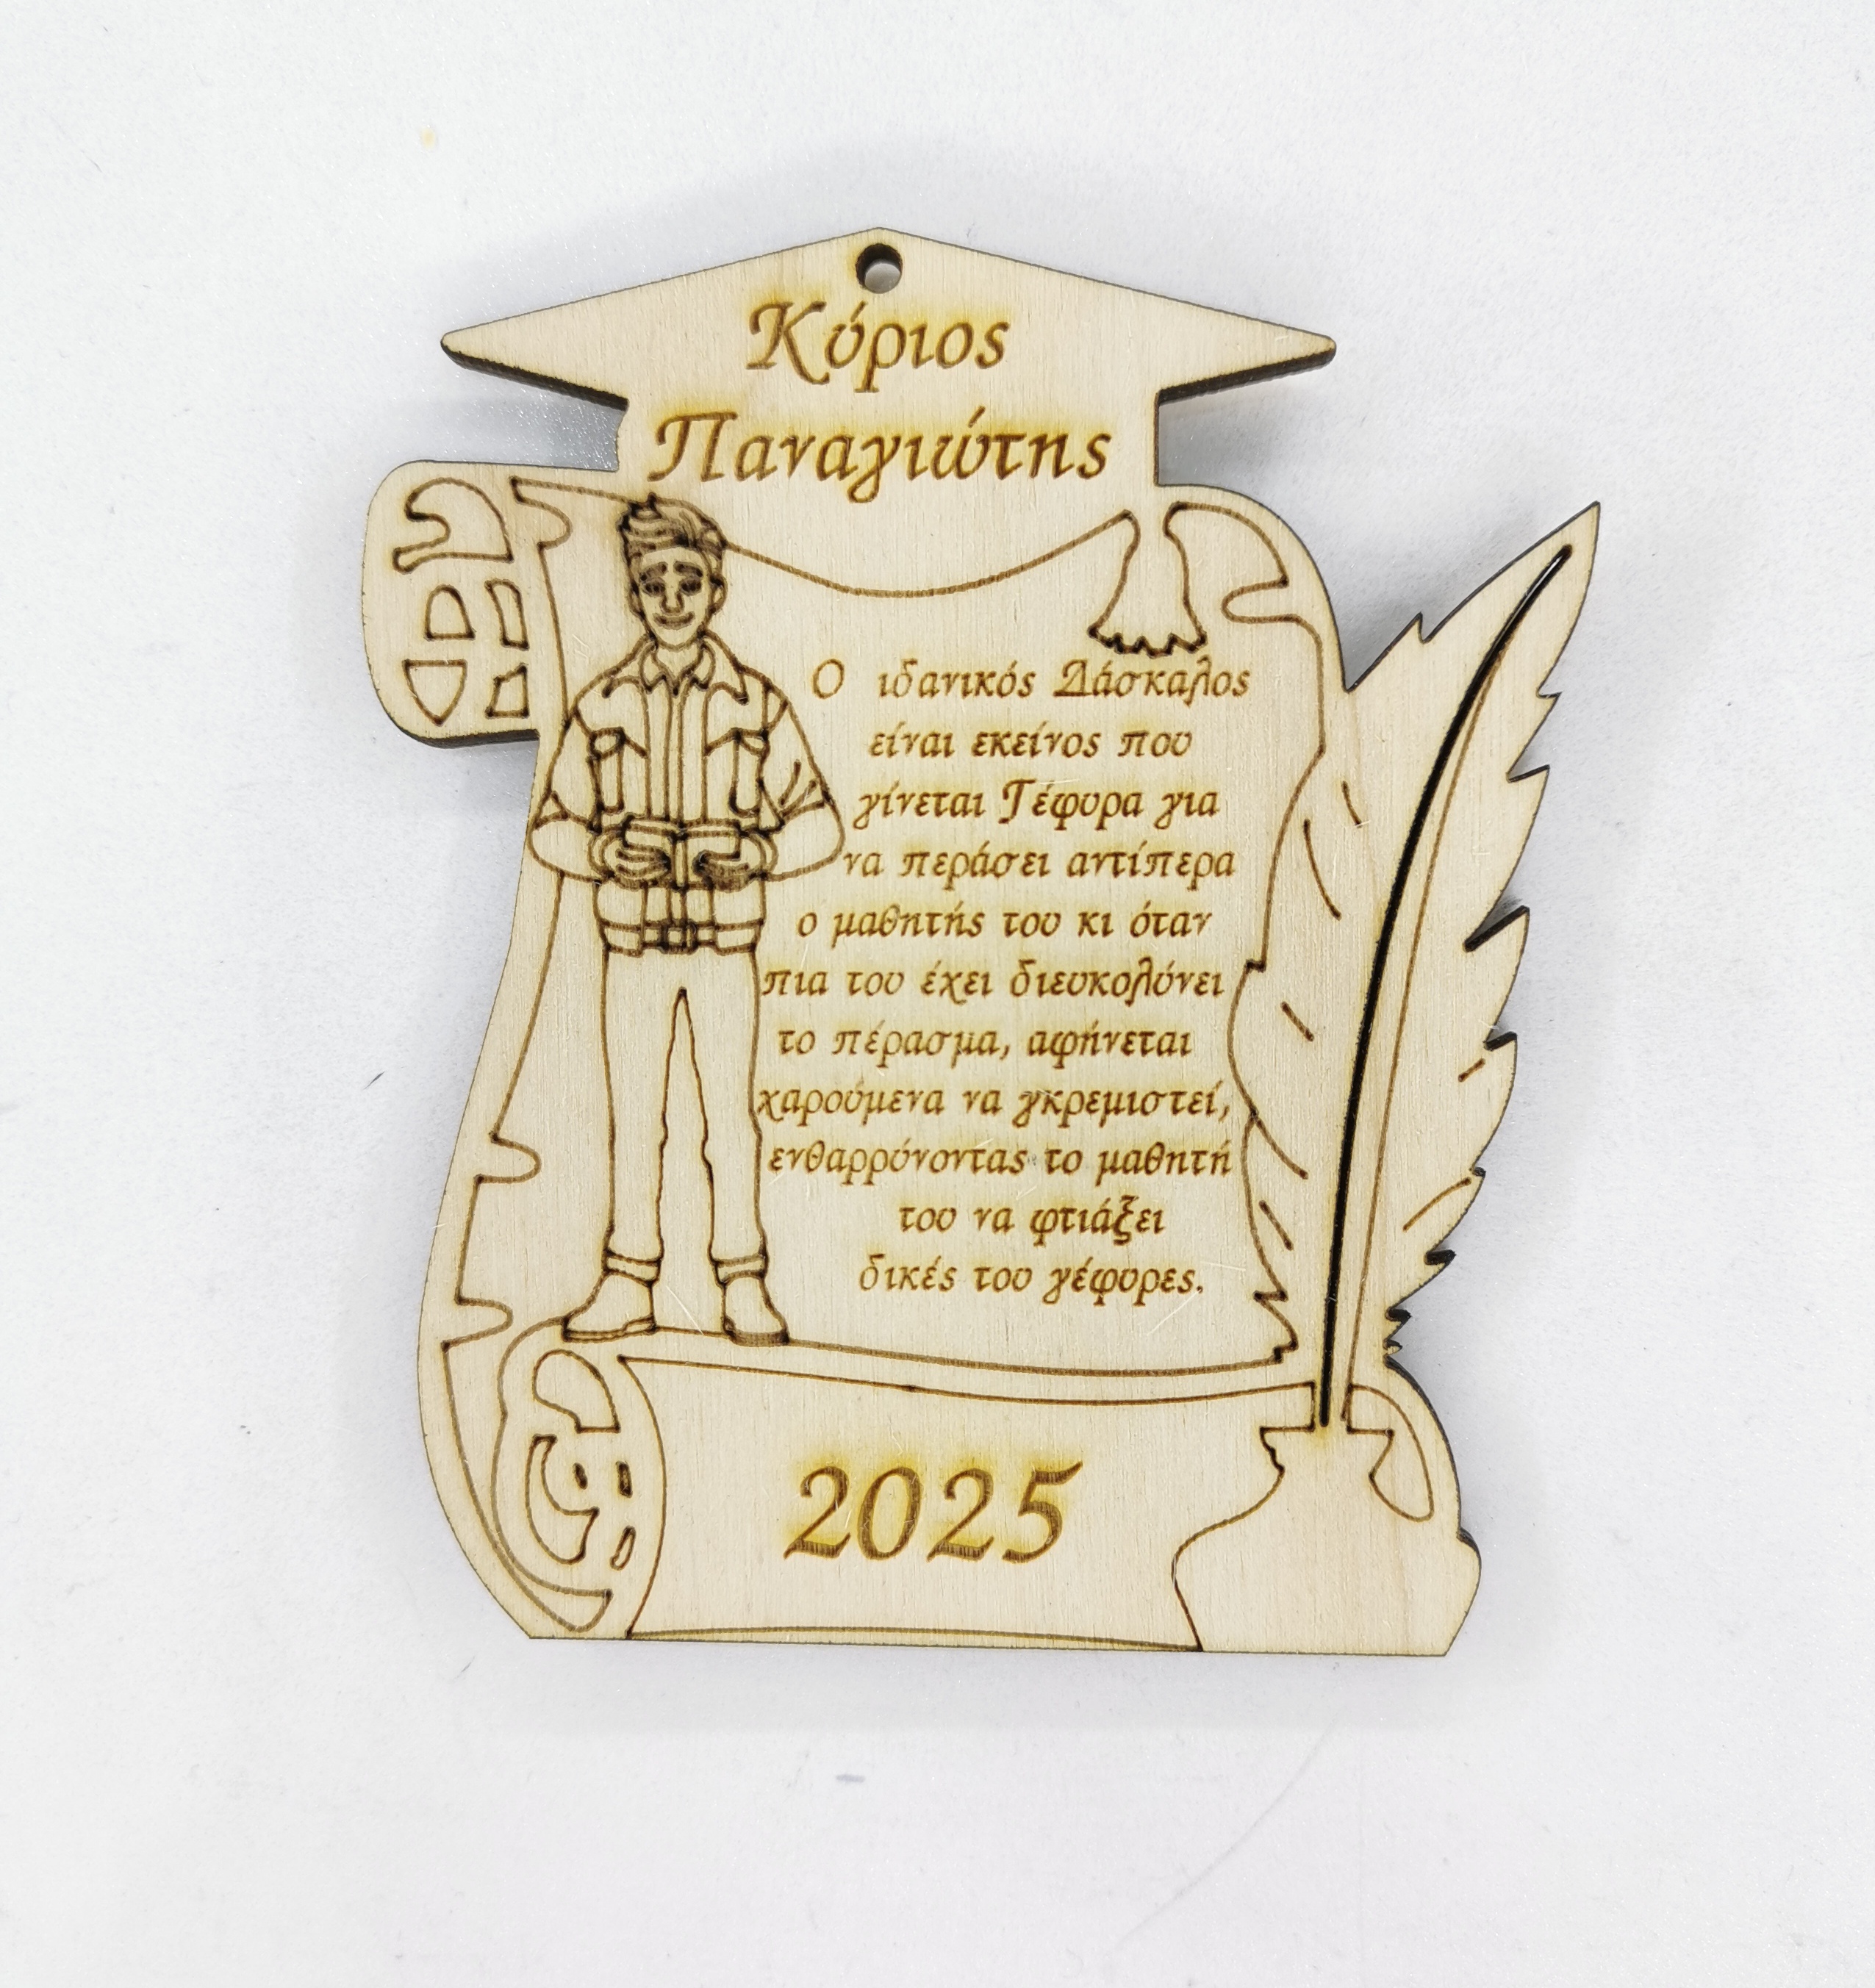 Κύριος
Παναγιώτης
Ο ιδανικός Δάσκαλος
είναι εκείνος που
γίνεται Γέφυρα για
να περάσει αντίπερα
ο μαθητής του κι όταν
πια του έχει διευκολύνει
το πέρασμα, αφήνεται
χαρούμενα να γκρεμιστεί,
ενθαρρύνοντας το μαθητή
του να φτιάξει
δικές του γέφυρες.
2025